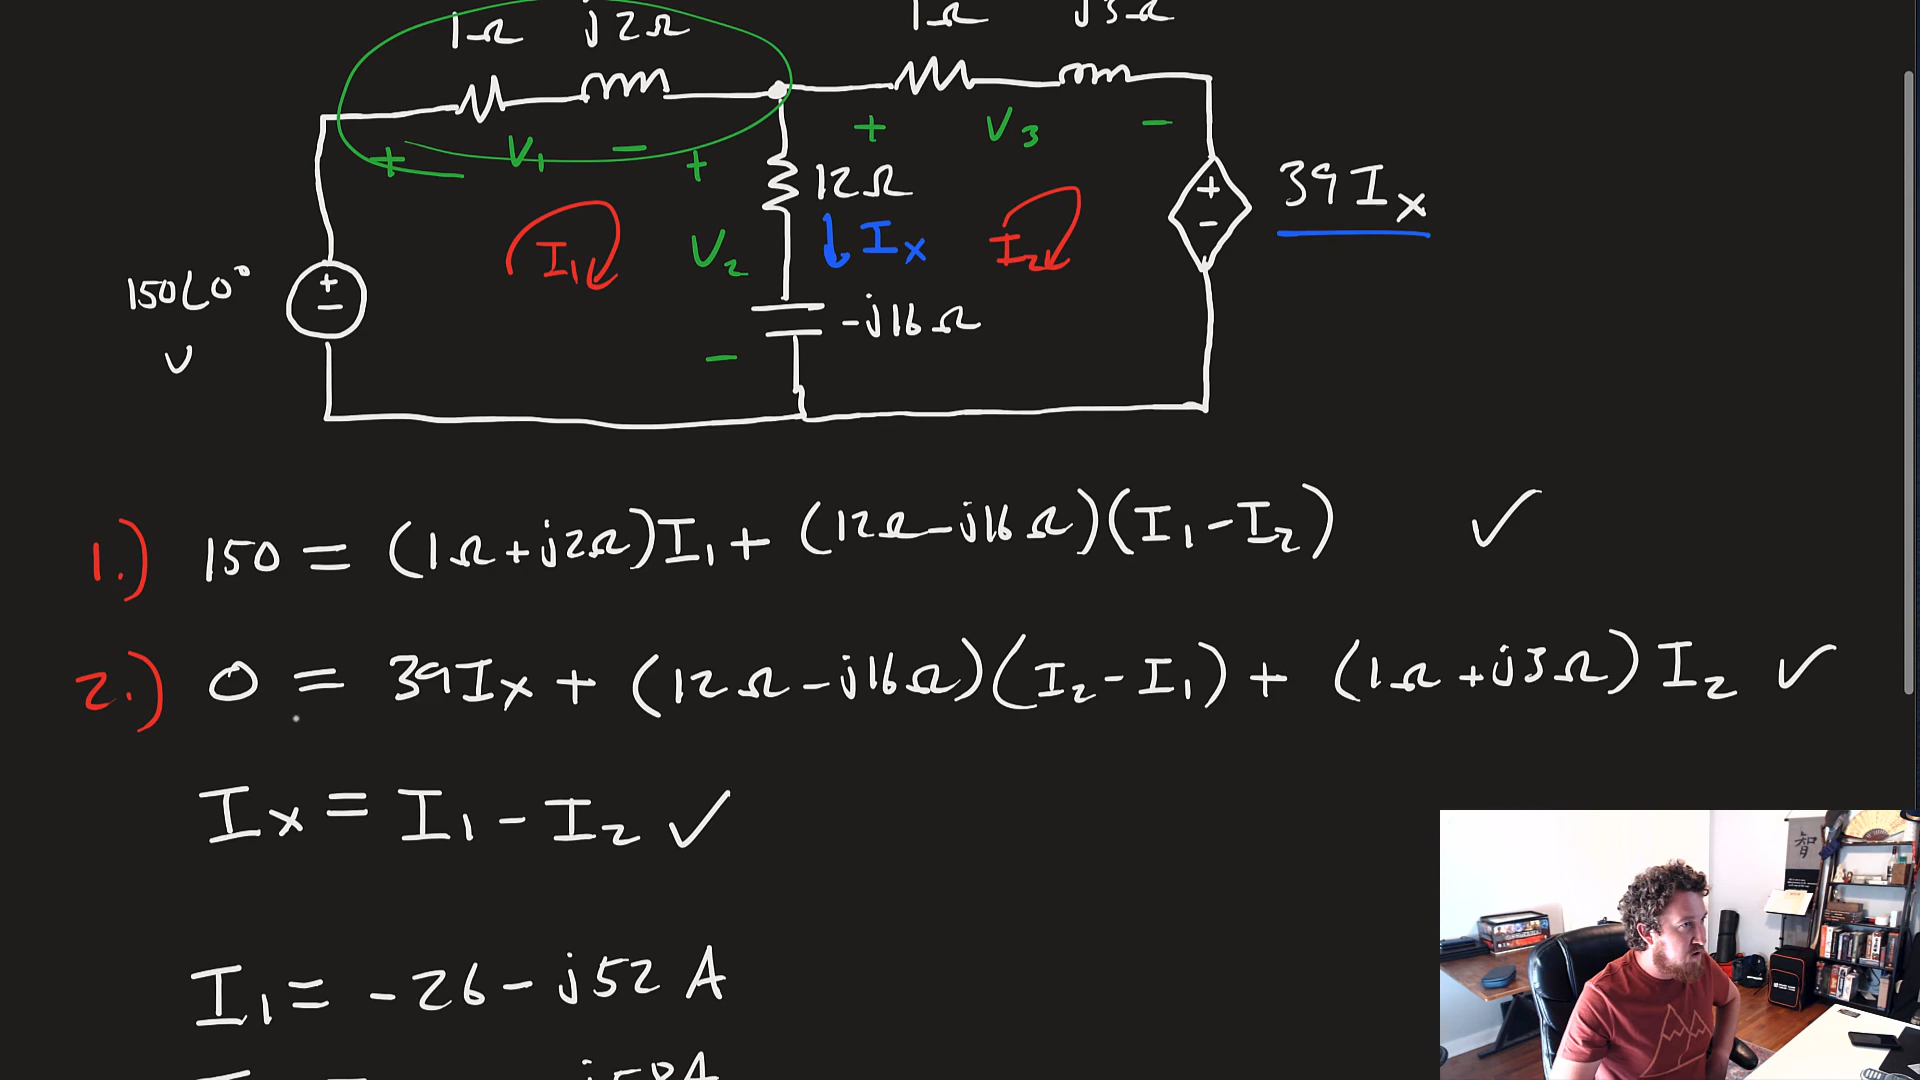 1Ω j2Ω 1Ω j3Ω
+ V₁ - + + V₃ -
12Ω + 39Iₓ
I₁ V₂ Iₓ I₂ -
150∠0° + - -j16Ω
V -
1.) 150 = (1Ω+j2Ω)I₁ + (12Ω-j16Ω)(I₁-I₂) ✓
2.) 0 = 39Iₓ + (12Ω-j16Ω)(I₂-I₁) + (1Ω+j3Ω)I₂ ✓
Iₓ = I₁ - I₂ ✓
I₁ = -26 - j52 A
j58A
智